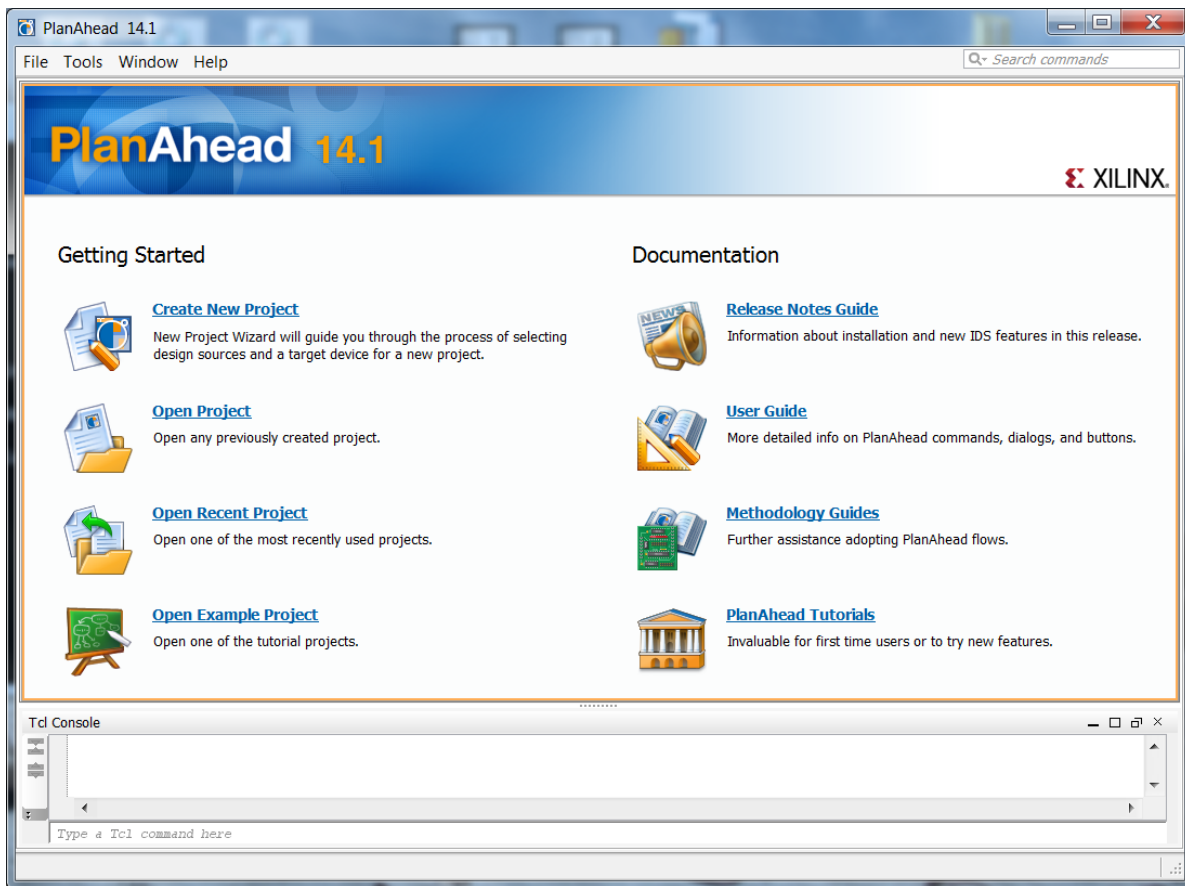 PlanAhead 14.1
File Tools Window Help
Search commands
PlanAhead 14.1
XILINX
Getting Started
Create New Project
New Project Wizard will guide you through the process of selecting
design sources and a target device for a new project.
Open Project
Open any previously created project.
Open Recent Project
Open one of the most recently used projects.
Open Example Project
Open one of the tutorial projects.
Documentation
NEWS
Release Notes Guide
Information about installation and new IDS features in this release.
User Guide
More detailed info on PlanAhead commands, dialogs, and buttons.
Methodology Guides
Further assistance adopting PlanAhead flows.
PlanAhead Tutorials
Invaluable for first time users or to try new features.
Tcl Console
Type a Tcl command here